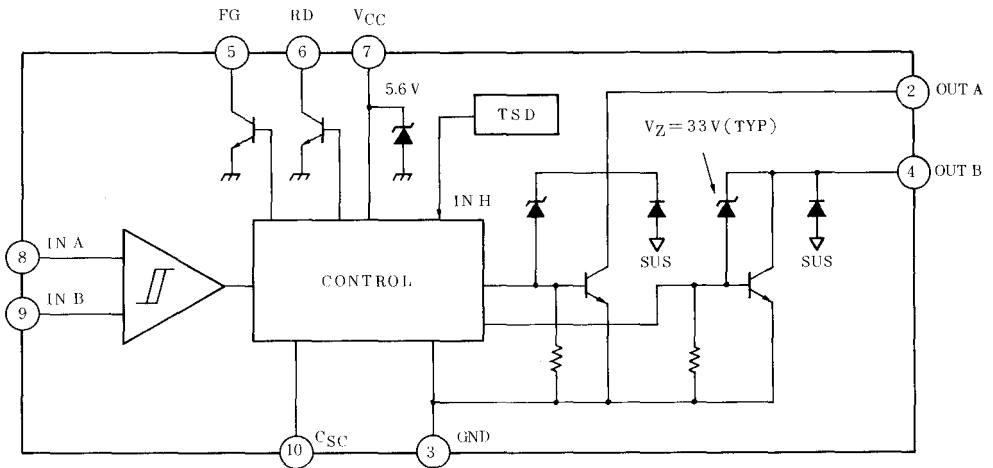 FG RD VCC
5 6 7
5.6 V
TSD
2 OUT A
VZ=33V(TYP)
4 OUT B
IN H
8 IN A
SUS SUS
CONTROL
9 IN B
10 CSC 3 GND